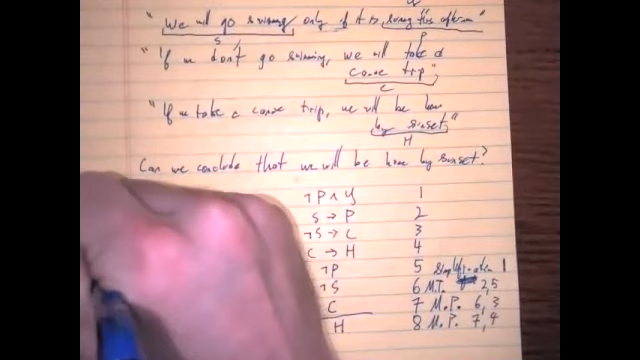 "We will go swimming only if it is sunny this afternoon"
S P
"If we don't go swimming, we will take a
canoe trip",
C
"If we take a canoe trip, we will be home
by sunset"
H
Can we conclude that we will be home by sunset?
¬P ∧ Y 1
S → P 2
¬S → C 3
C → H 4
¬P 5 Simplification 1
¬S 6 M.T. 2,5
C 7 M.P. 6,3
H 8 M.P. 7,4